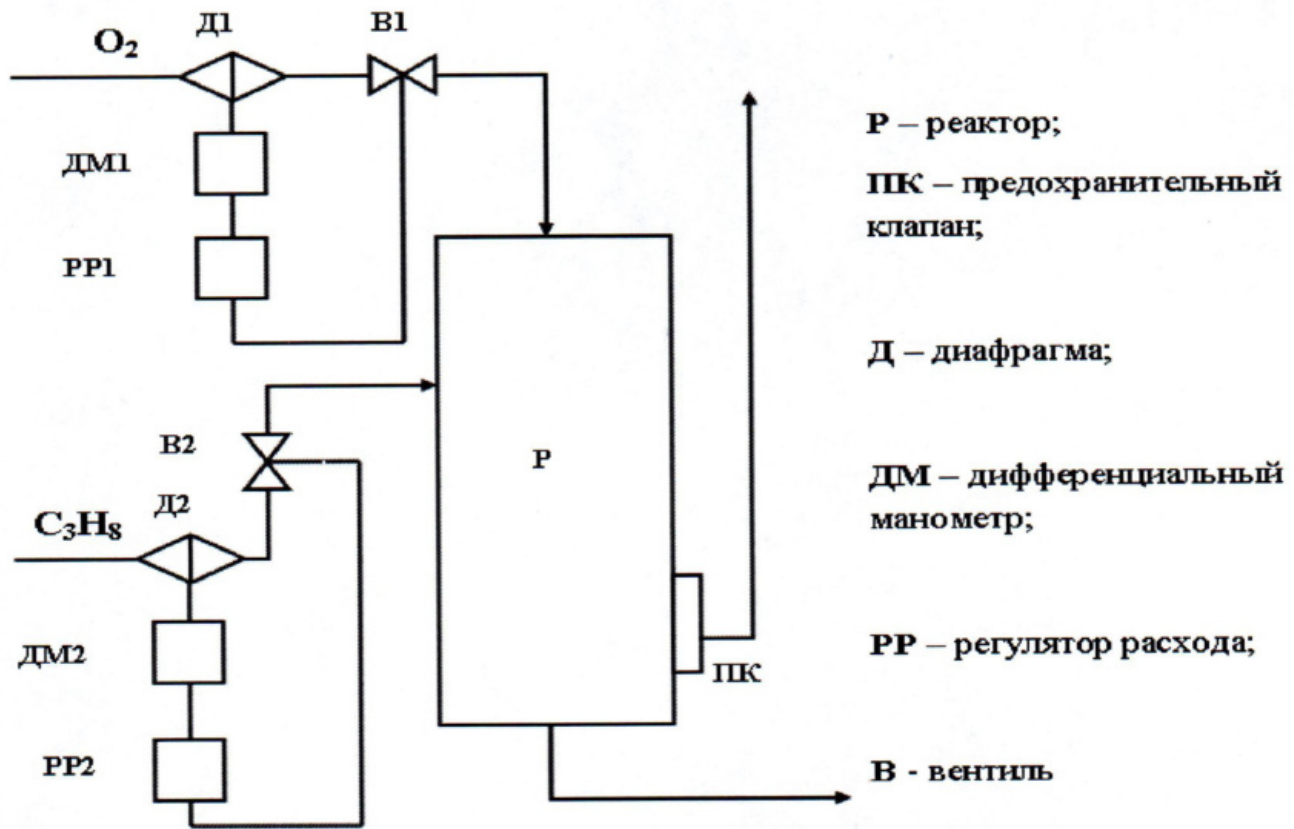 Д1
В1
O₂
ДМ1
РР1
В2
Д2
C₃H₈
ДМ2
РР2
Р
ПК
Р – реактор;
ПК – предохранительный
клапан;
Д – диафрагма;
ДМ – дифференциальный
манометр;
РР – регулятор расхода;
В - вентиль